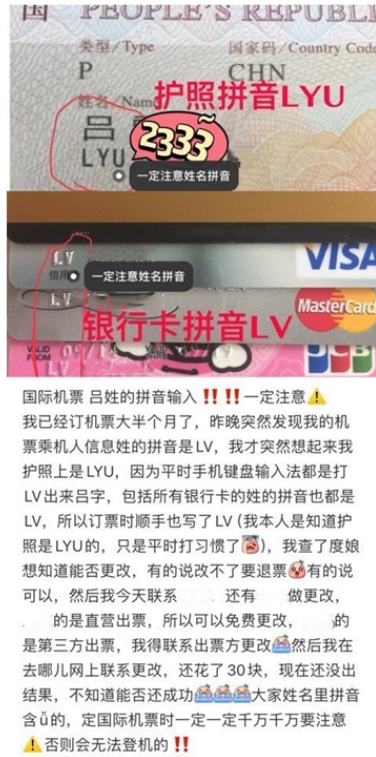 国 PEOPLE'S REPUBLI
类型/Type 国家码/Country Code
P CHN
姓名/Name 护照拼音LYU
吕
2333~
LYU
一定注意姓名拼音
LV VISA
信用 一定注意姓名拼音
LV MasterCard
银行卡拼音LV
VALID FROM JCB
国际机票 吕姓的拼音输入‼️‼️一定注意⚠️
我已经订机票大半个月了，昨晚突然发现我的机
票乘机人信息姓的拼音是LV，我才突然想起来我
护照上是LYU，因为平时手机键盘输入法都是打
LV出来吕字，包括所有银行卡的姓的拼音也都是
LV，所以订票时顺手也写了LV (我本人是知道护
照是LYU的，只是平时打习惯了)，我查了度娘
想知道能否更改，有的说改不了要退票有的说
可以，然后我今天联系 还有 做更改，
的是直营出票，所以可以免费更改， 的
是第三方出票，我得联系出票方更改然后我在
去哪儿网上联系更改，还花了30块，现在还没出
结果，不知道能否还成功大家姓名里拼音
含ǚ的，定国际机票时一定一定千万千万要注意
⚠️否则会无法登机的‼️